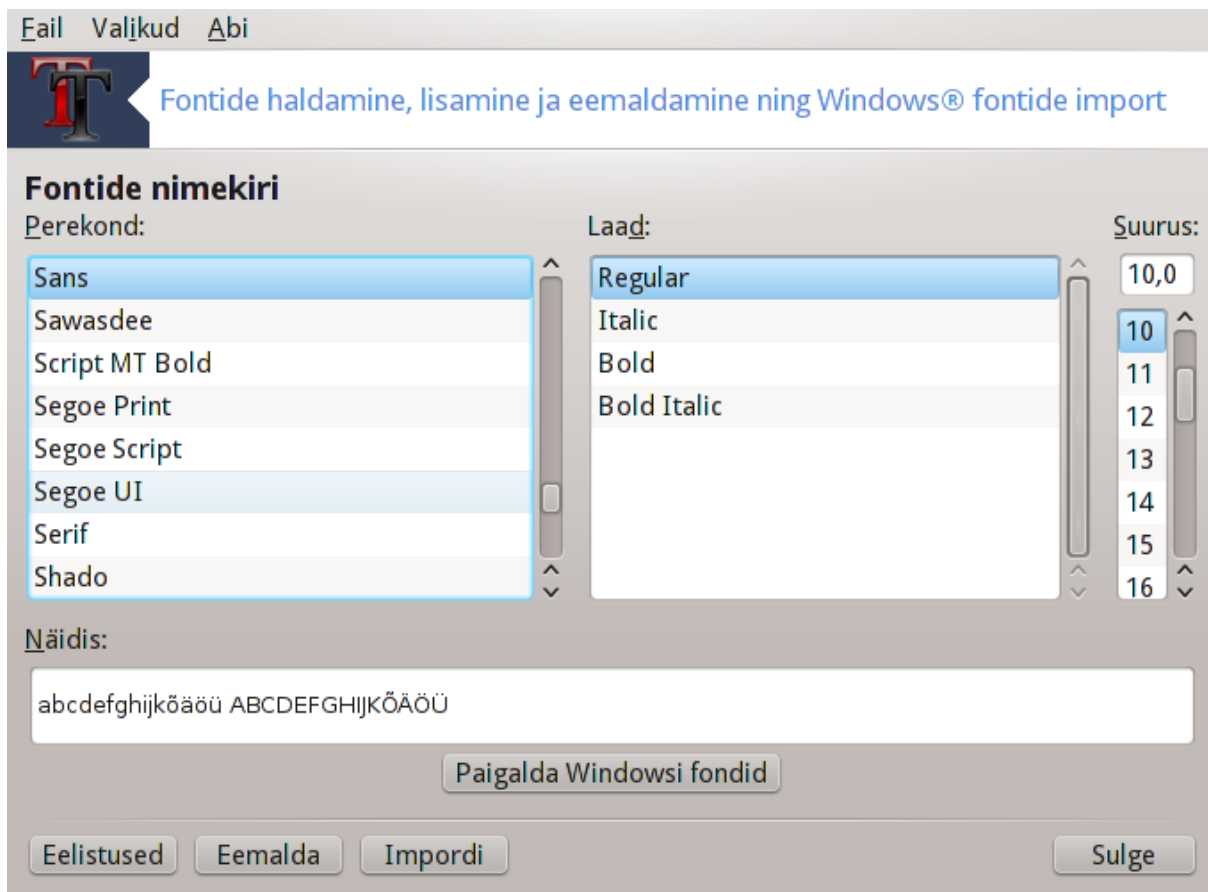 Fail Valikud Abi
Fontide haldamine, lisamine ja eemaldamine ning Windows® fontide import
Fontide nimekiri
Perekond:
Sans
Sawasdee
Script MT Bold
Segoe Print
Segoe Script
Segoe UI
Serif
Shado
Laad:
Regular
Italic
Bold
Bold Italic
Suurus:
10,0
10
11
12
13
14
15
16
Näidis:
abcdefghijkõäöü ABCDEFGHIJKÕÄÖÜ
Paigalda Windowsi fondid
Eelistused Eemalda Impordi Sulge